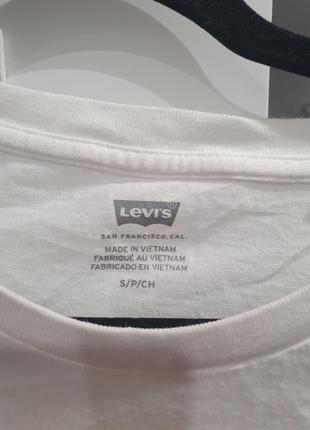 Levi's
SAN FRANCISCO, CAL.
MADE IN VIETNAM
FABRIQUÉ AU VIETNAM
FABRICADO EN VIETNAM
S/P/CH